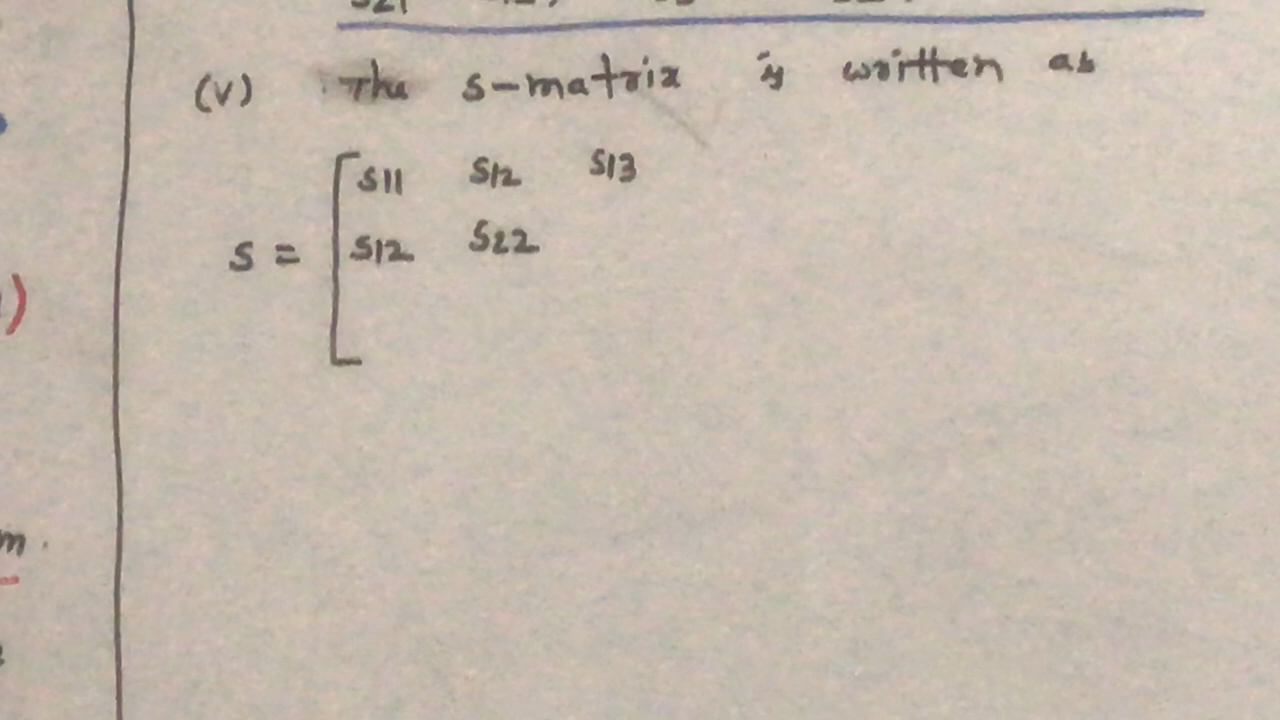 (v) The s-matrix is written as
S11 S12 S13
S = S12 S22
m.